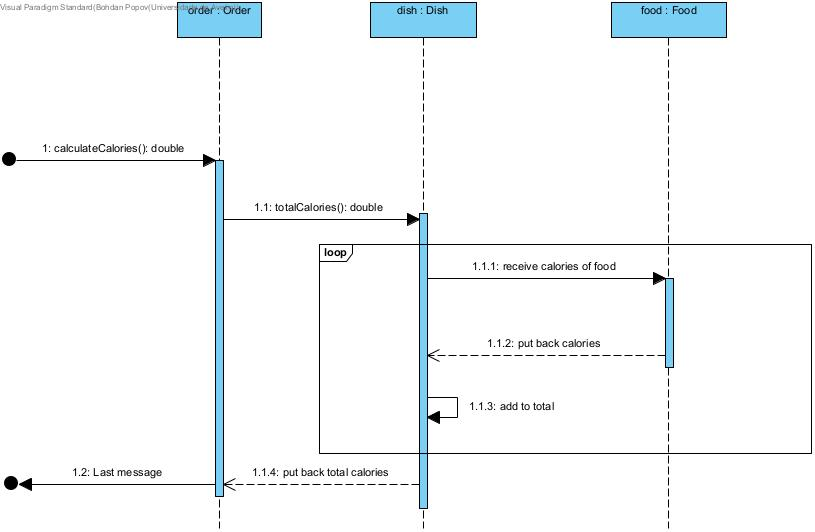 Visual Paradigm Standard(Bohdan Popov(Universidade
order : Order
dish : Dish
food : Food
1: calculateCalories(): double
1.1: totalCalories(): double
loop
1.1.1: receive calories of food
1.1.2: put back calories
1.1.3: add to total
1.2: Last message
1.1.4: put back total calories